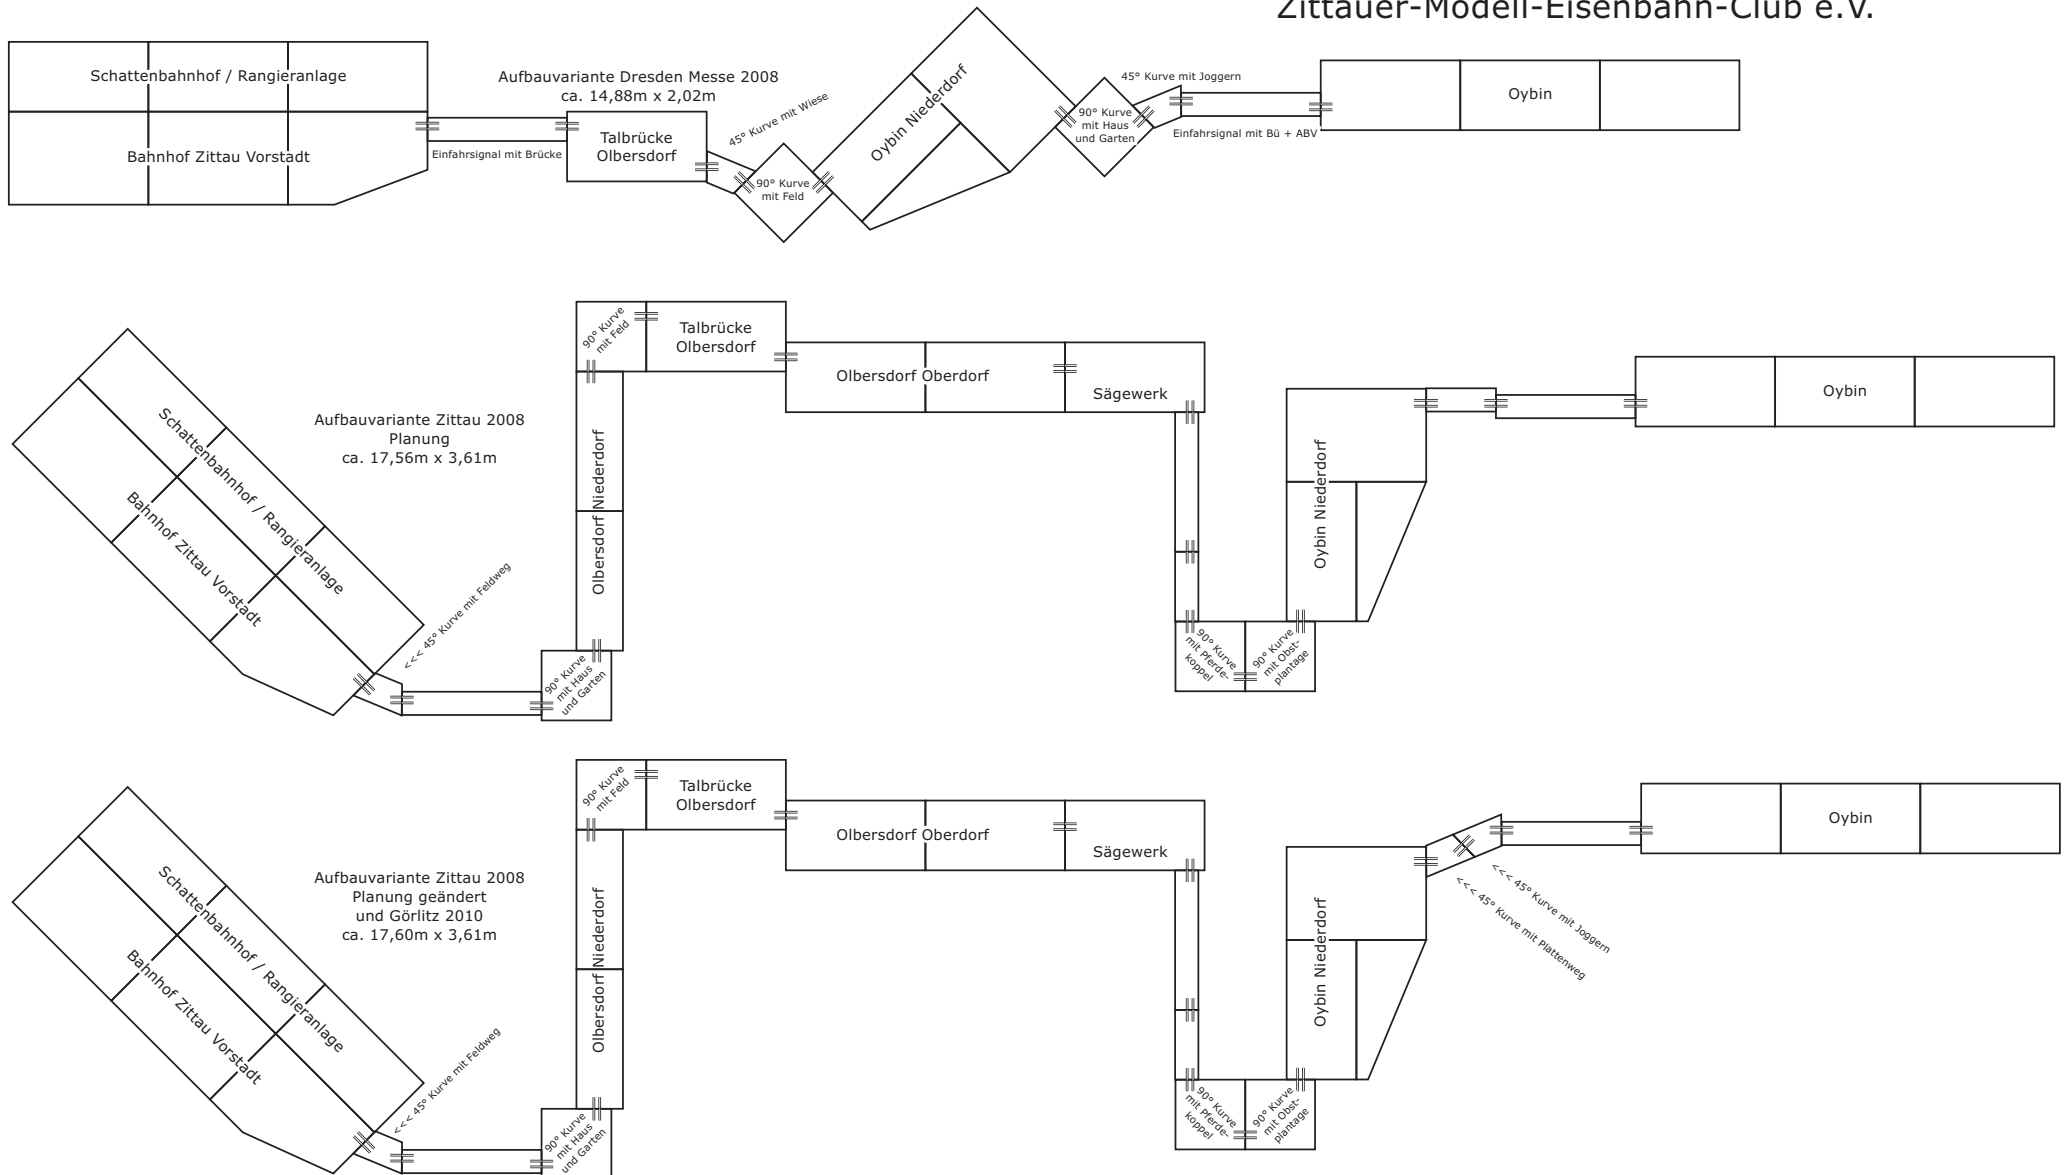 Zittauer-Modell-Eisenbahn-Club e.V.
Schattenbahnhof / Rangieranlage
Bahnhof Zittau Vorstadt
Aufbauvariante Dresden Messe 2008
ca. 14,88m x 2,02m
Einfahrsignal mit Brücke
Talbrücke
Olbersdorf
45° Kurve mit Wiese
90° Kurve
mit Feld
Oybin Niederdorf
90° Kurve
mit Haus
und Garten
45° Kurve mit Joggern
Einfahrsignal mit Bü + ABV
Oybin
Schattenbahnhof / Rangieranlage
Bahnhof Zittau Vorstadt
Aufbauvariante Zittau 2008
Planung
ca. 17,56m x 3,61m
<<< 45° Kurve mit Feldweg
90° Kurve
mit Haus
und Garten
Olbersdorf Niederdorf
90° Kurve
mit Feld
Talbrücke
Olbersdorf
Olbersdorf Oberdorf
Sägewerk
90° Kurve
mit Pferde-
koppel
90° Kurve
mit Obst-
plantage
Oybin Niederdorf
Oybin
Schattenbahnhof / Rangieranlage
Bahnhof Zittau Vorstadt
Aufbauvariante Zittau 2008
Planung geändert
und Görlitz 2010
ca. 17,60m x 3,61m
<<< 45° Kurve mit Feldweg
90° Kurve
mit Haus
und Garten
Olbersdorf Niederdorf
90° Kurve
mit Feld
Talbrücke
Olbersdorf
Olbersdorf Oberdorf
Sägewerk
90° Kurve
mit Pferde-
koppel
90° Kurve
mit Obst-
plantage
Oybin Niederdorf
<<< 45° Kurve mit Joggern
<<< 45° Kurve mit Plattenweg
Oybin